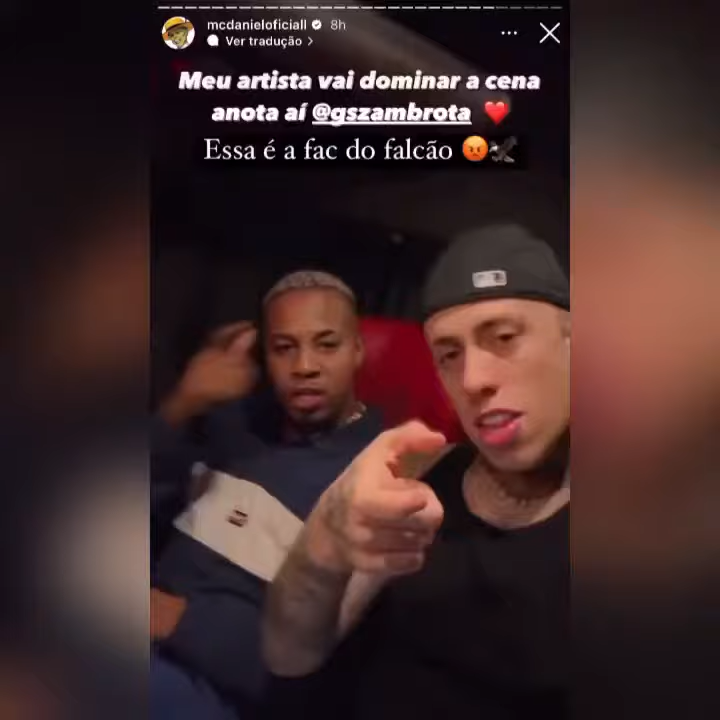 mcdanieloficiall 8h
Ver tradução
Meu artista vai dominar a cena
anota aí @gszambrota ❤️
Essa é a fac do falcão 😡🦅